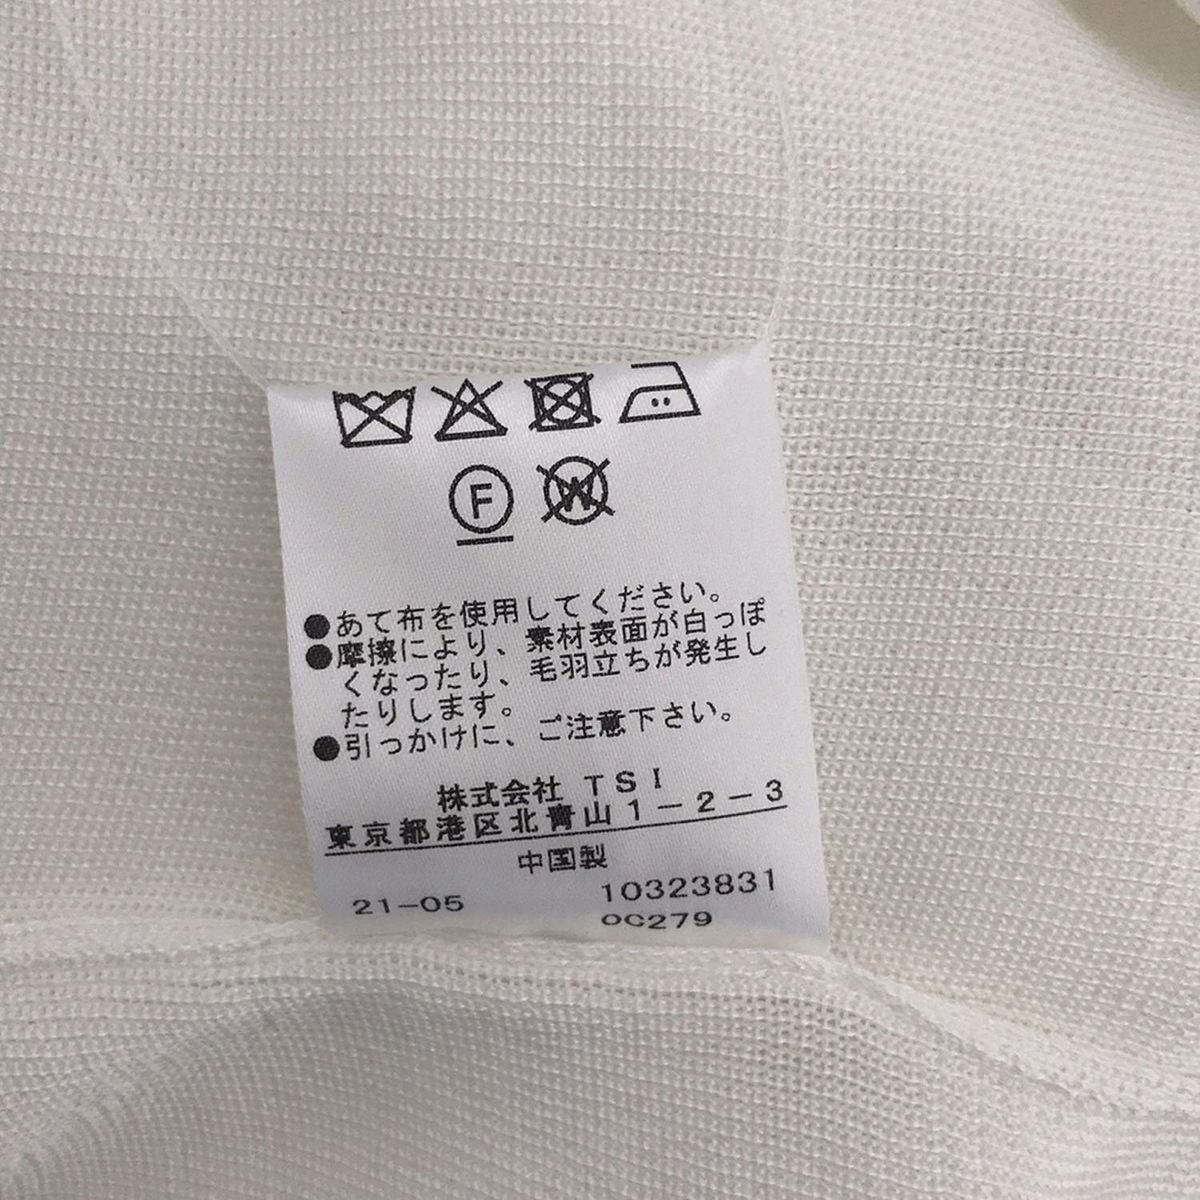 F W
●あて布を使用してください。
●摩擦により、素材表面が白っぽ
くなったり、毛羽立ちが発生し
たりします。
●引っかけに、ご注意下さい。
株式会社 TSI
東京都港区北青山1-2-3
中国製
21-05 10323831
0C279